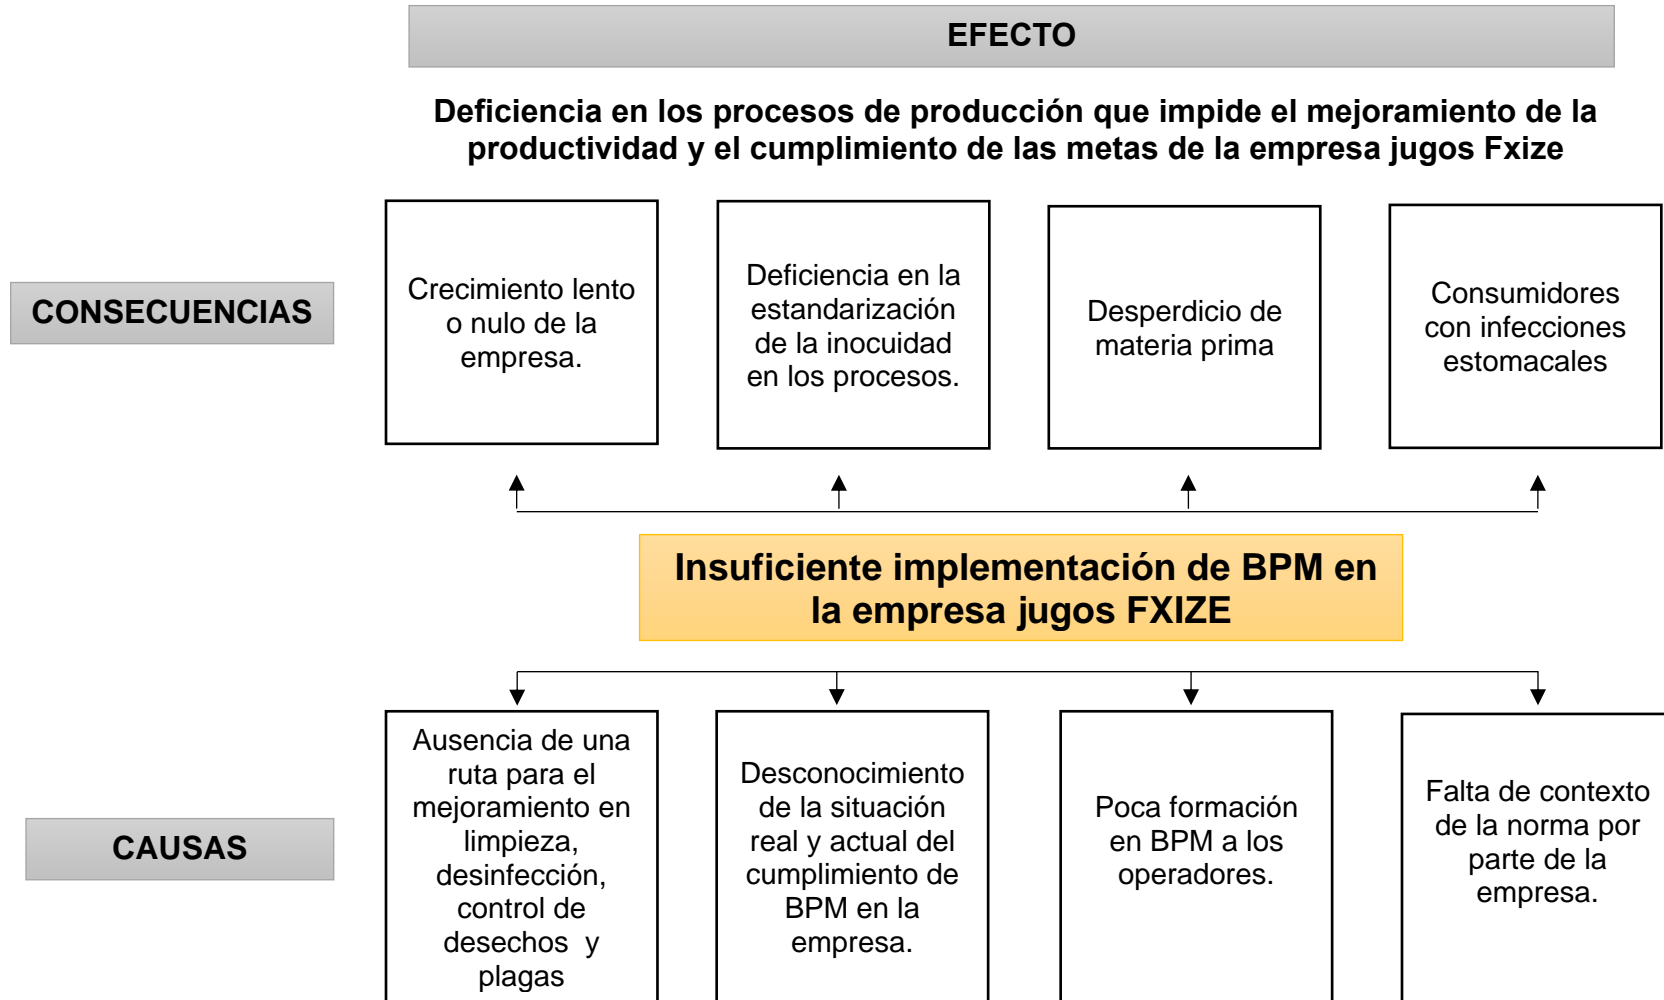 EFECTO
Deficiencia en los procesos de producción que impide el mejoramiento de la
productividad y el cumplimiento de las metas de la empresa jugos Fxize
CONSECUENCIAS
Crecimiento lento
o nulo de la
empresa.
Deficiencia en la
estandarización
de la inocuidad
en los procesos.
Desperdicio de
materia prima
Consumidores
con infecciones
estomacales
Insuficiente implementación de BPM en
la empresa jugos FXIZE
CAUSAS
Ausencia de una
ruta para el
mejoramiento en
limpieza,
desinfección,
control de
desechos y
plagas
Desconocimiento
de la situación
real y actual del
cumplimiento de
BPM en la
empresa.
Poca formación
en BPM a los
operadores.
Falta de contexto
de la norma por
parte de la
empresa.